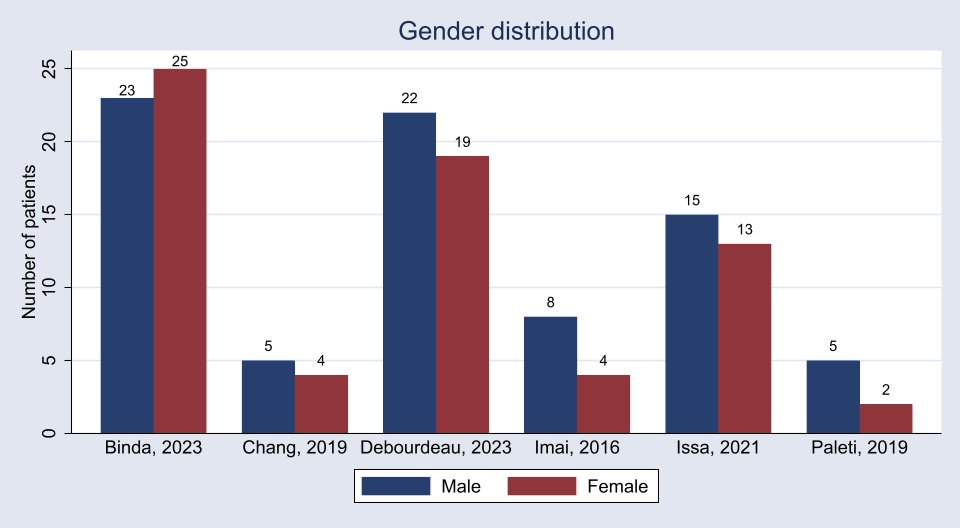 Gender distribution
Number of patients
25
20
15
10
5
0
23
25
5
4
22
19
8
4
15
13
5
2
Binda, 2023
Chang, 2019
Debourdeau, 2023
Imai, 2016
Issa, 2021
Paleti, 2019
Male
Female